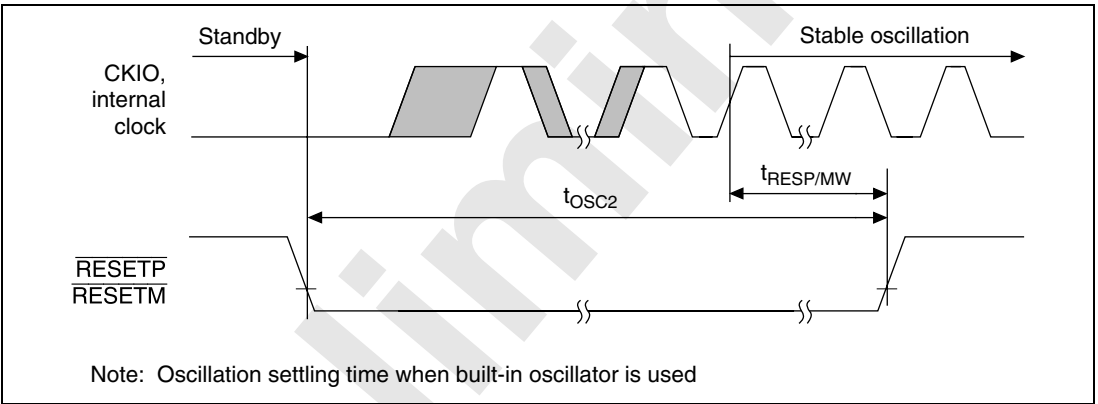 Standby
Stable oscillation
CKIO,
internal
clock
tRESP/MW
tOSC2
RESETP
RESETM
Note: Oscillation settling time when built-in oscillator is used